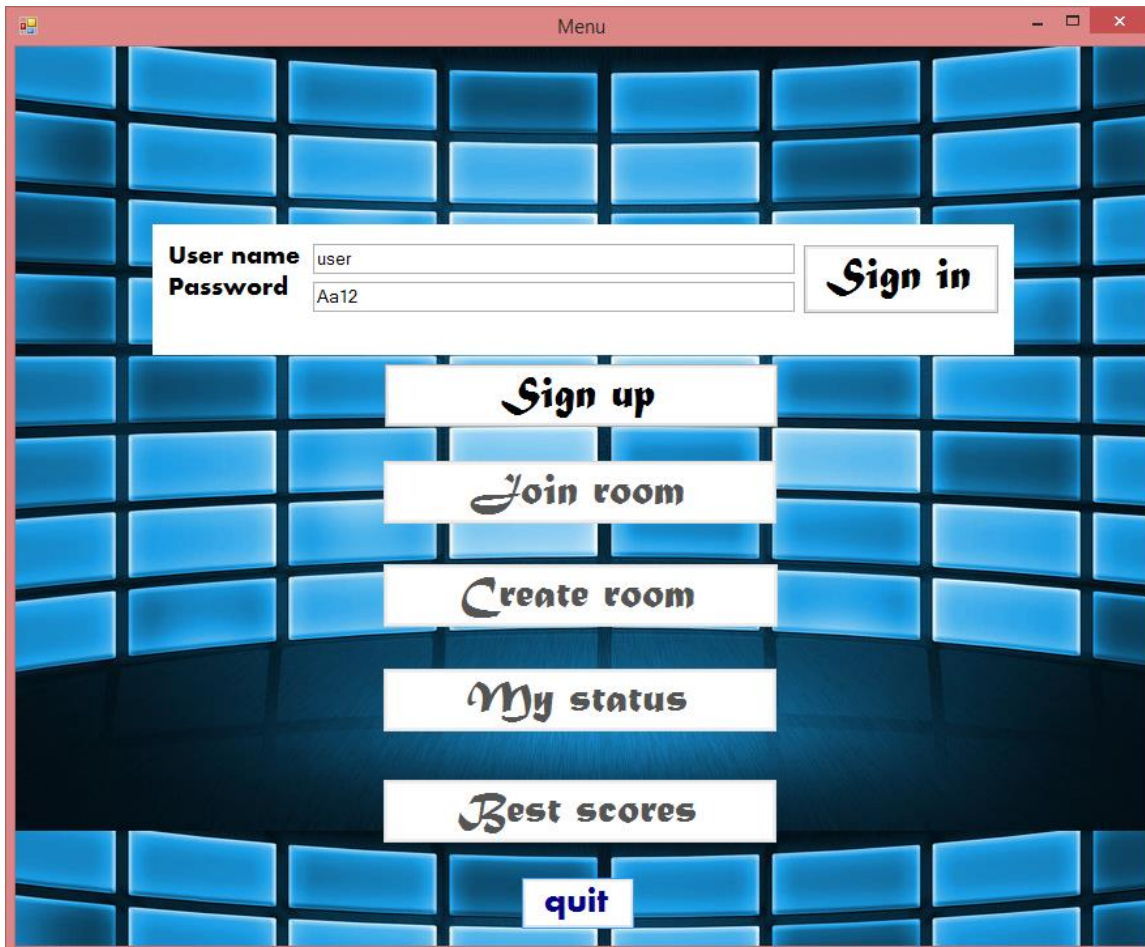 Menu
User name user
Password Aa12
Sign in
Sign up
Join room
Create room
My status
Best scores
quit